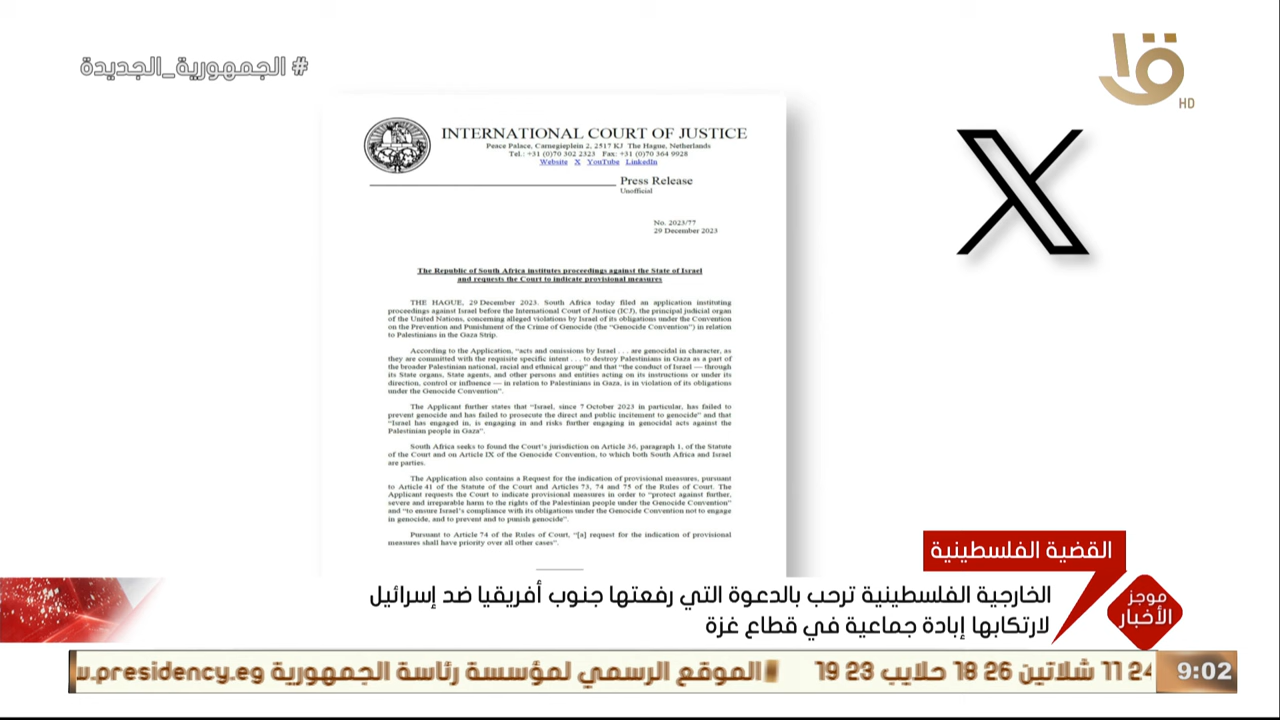 # الجمهورية_الجديدة
HD
INTERNATIONAL COURT OF JUSTICE
Peace Palace, Carnegieplein 2, 2517 KJ The Hague, Netherlands
Tel.: +31 (0)70 302 2323 Fax: +31 (0)70 364 9928
Website X YouTube LinkedIn
Press Release
Unofficial
No. 2023/77
29 December 2023
The Republic of South Africa institutes proceedings against the State of Israel
and requests the Court to indicate provisional measures
THE HAGUE, 29 December 2023. South Africa today filed an application instituting
proceedings against Israel before the International Court of Justice (ICJ), the principal judicial organ
of the United Nations, concerning alleged violations by Israel of its obligations under the Convention
on the Prevention and Punishment of the Crime of Genocide (the “Genocide Convention”) in relation
to Palestinians in the Gaza Strip.
According to the Application, “acts and omissions by Israel . . . are genocidal in character, as
they are committed with the requisite specific intent . . . to destroy Palestinians in Gaza as a part of
the broader Palestinian national, racial and ethnical group” and that “the conduct of Israel — through
its State organs, State agents, and other persons and entities acting on its instructions or under its
direction, control or influence — in relation to Palestinians in Gaza, is in violation of its obligations
under the Genocide Convention”.
The Applicant further states that “Israel, since 7 October 2023 in particular, has failed to
prevent genocide and has failed to prosecute the direct and public incitement to genocide” and that
“Israel has engaged in, is engaging in and risks further engaging in genocidal acts against the
Palestinian people in Gaza”.
South Africa seeks to found the Court’s jurisdiction on Article 36, paragraph 1, of the Statute
of the Court and on Article IX of the Genocide Convention, to which both South Africa and Israel
are parties.
The Application also contains a Request for the indication of provisional measures, pursuant
to Article 41 of the Statute of the Court and Articles 73, 74 and 75 of the Rules of Court. The
Applicant requests the Court to indicate provisional measures in order to “protect against further,
severe and irreparable harm to the rights of the Palestinian people under the Genocide Convention”
and “to ensure Israel’s compliance with its obligations under the Genocide Convention not to engage
in genocide, and to prevent and to punish genocide”.
Pursuant to Article 74 of the Rules of Court, “[a] request for the indication of provisional
measures shall have priority over all other cases”.
القضية الفلسطينية
موجز
الأخبار
الخارجية الفلسطينية ترحب بالدعوة التي رفعتها جنوب أفريقيا ضد إسرائيل
لارتكابها إبادة جماعية في قطاع غزة
9:02
24 11 شلاتين 26 18 حلايب 23 19 الموقع الرسمي لمؤسسة رئاسة الجمهورية .presidency.eg